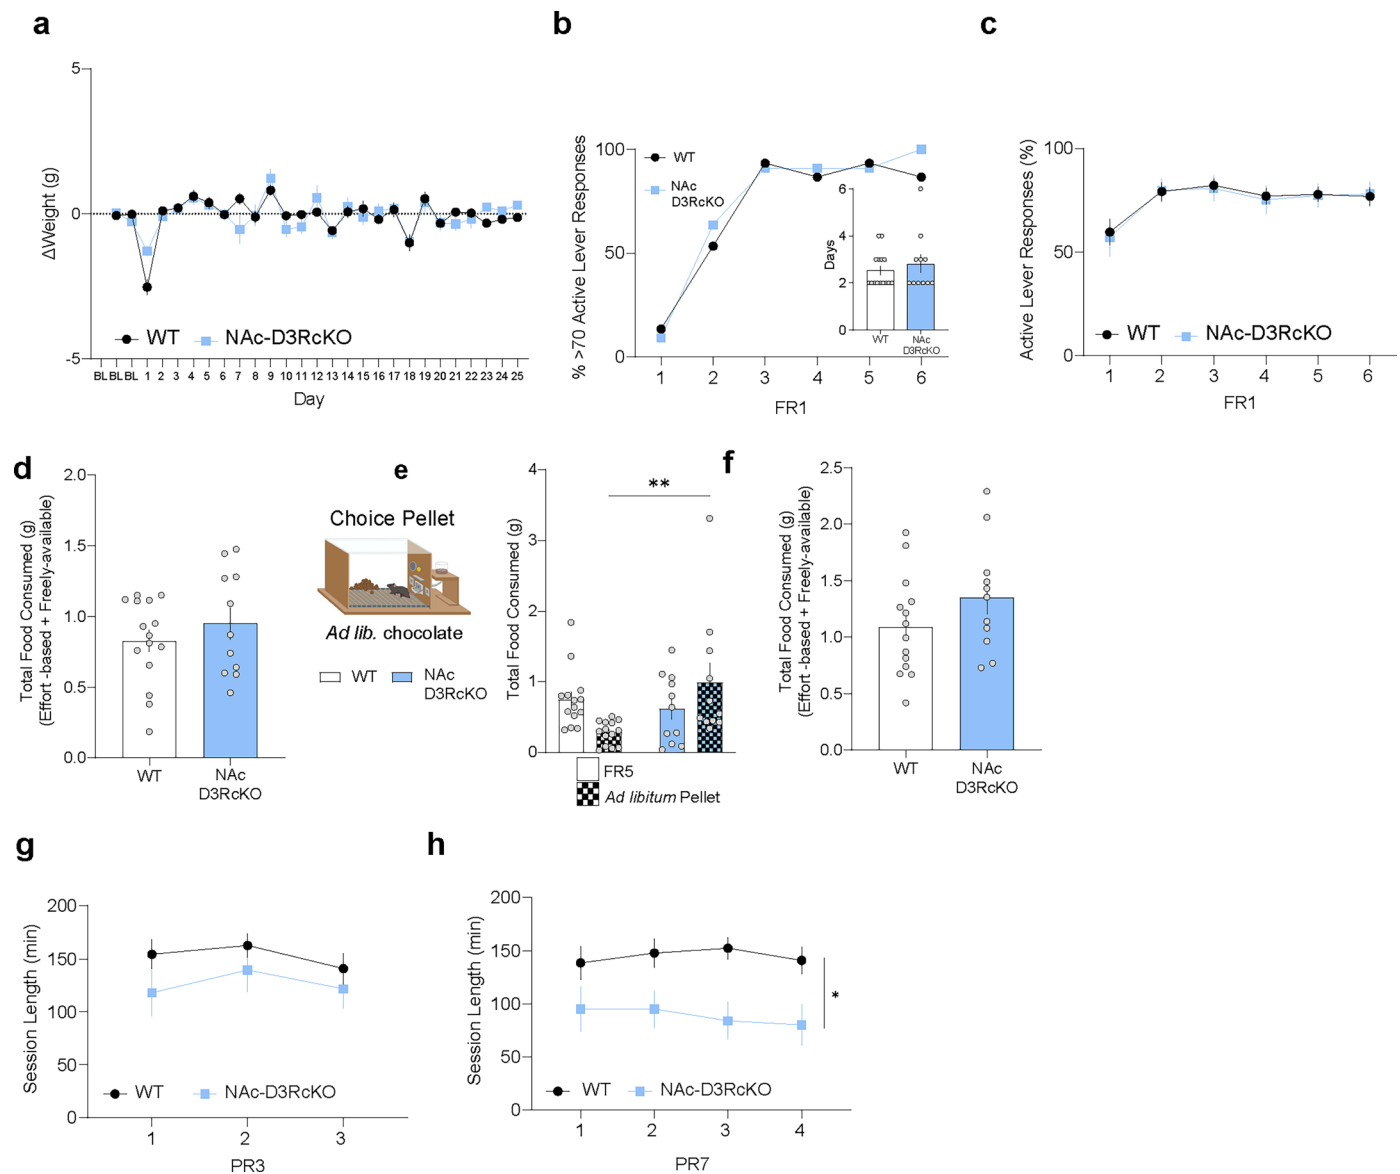 a
5
0
-5
ΔWeight (g)
WT
NAc-D3RcKO
BL BL BL 1 2 3 4 5 6 7 8 9 10 11 12 13 14 15 16 17 18 19 20 21 22 23 24 25
Day
b
% >70 Active Lever Responses
100
50
0
WT
NAc
D3RcKO
Days
6
4
2
0
WT
NAc
D3RcKO
1 2 3 4 5 6
FR1
c
Active Lever Responses (%)
100
50
0
WT
NAc-D3RcKO
1 2 3 4 5 6
FR1
d
Total Food Consumed (g)
(Effort -based + Freely-available)
2.0
1.5
1.0
0.5
0.0
WT
NAc
D3RcKO
e
Choice Pellet
Ad lib. chocolate
WT
NAc
D3RcKO
Total Food Consumed (g)
4
3
2
1
0
**
FR5
Ad libitum Pellet
f
Total Food Consumed (g)
(Effort -based + Freely-available)
2.5
2.0
1.5
1.0
0.5
0.0
WT
NAc
D3RcKO
g
Session Length (min)
200
150
100
50
0
WT
NAc-D3RcKO
1 2 3
PR3
h
Session Length (min)
200
150
100
50
0
*
WT
NAc-D3RcKO
1 2 3 4
PR7